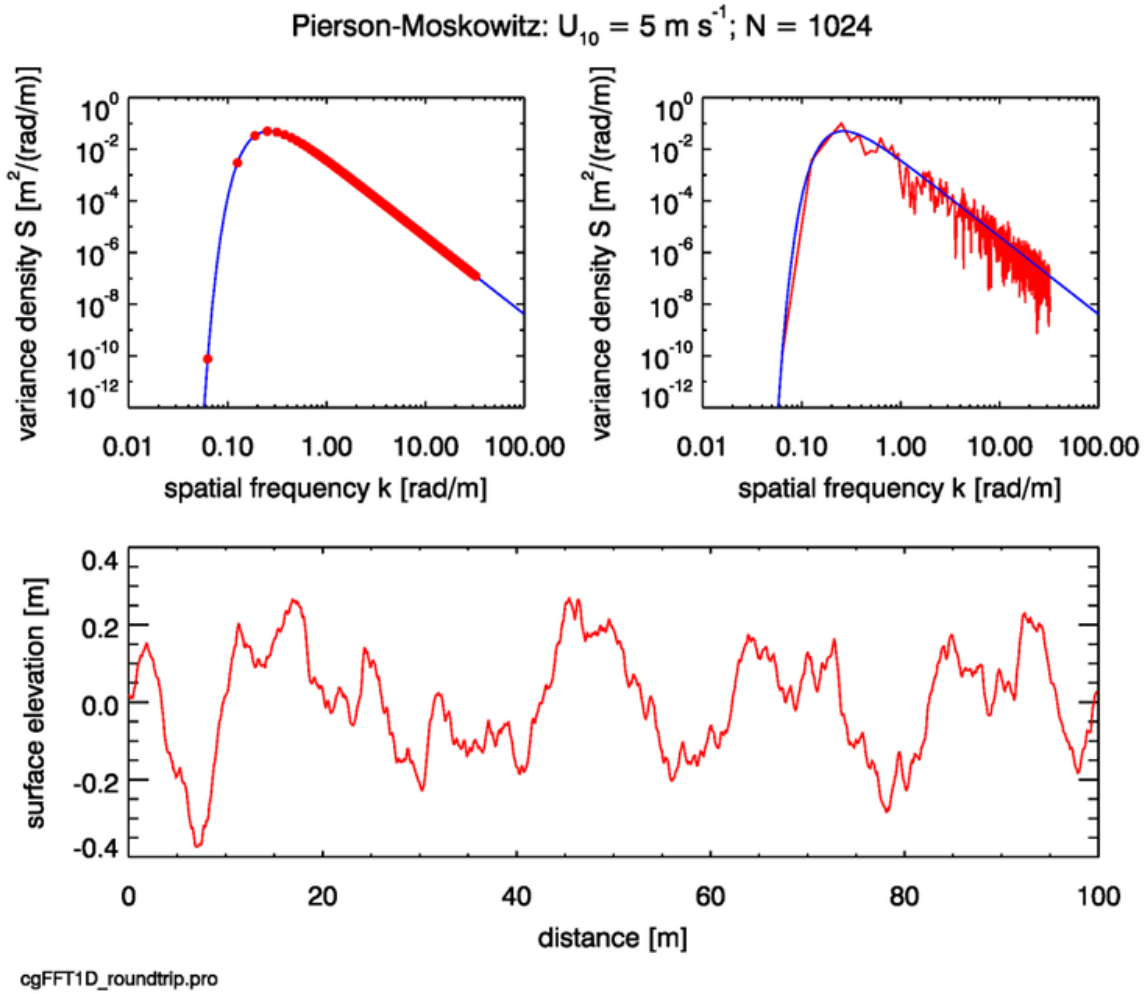 Pierson-Moskowitz: U₁₀ = 5 m s⁻¹; N = 1024
variance density S [m²/(rad/m)]
10⁰
10⁻²
10⁻⁴
10⁻⁶
10⁻⁸
10⁻¹⁰
10⁻¹²
0.01 0.10 1.00 10.00 100.00
spatial frequency k [rad/m]
variance density S [m²/(rad/m)]
10⁰
10⁻²
10⁻⁴
10⁻⁶
10⁻⁸
10⁻¹⁰
10⁻¹²
0.01 0.10 1.00 10.00 100.00
spatial frequency k [rad/m]
surface elevation [m]
0.4
0.2
0.0
-0.2
-0.4
0 20 40 60 80 100
distance [m]
cgFFT1D_roundtrip.pro